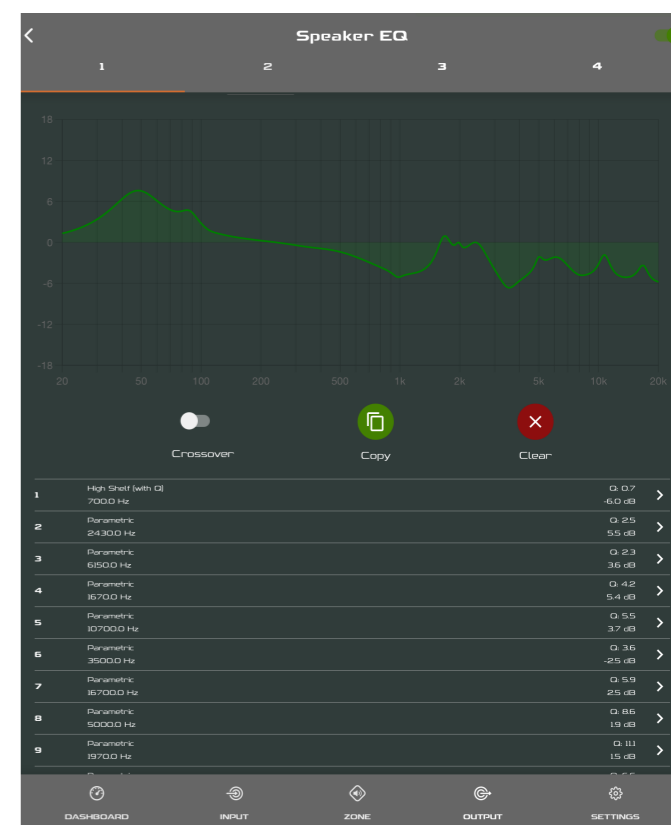 Speaker EQ
1 2 3 4
18
12
6
0
-6
-12
-18
20 50 100 200 500 1k 2k 5k 10k 20k
Crossover Copy Clear
1 High Shelf (with Q) Q: 0.7
700.0 Hz -6.0 dB
2 Parametric Q: 2.5
2430.0 Hz 5.5 dB
3 Parametric Q: 2.3
6150.0 Hz 3.6 dB
4 Parametric Q: 4.2
1670.0 Hz 5.4 dB
5 Parametric Q: 5.5
10700.0 Hz 3.7 dB
6 Parametric Q: 3.6
3500.0 Hz -2.5 dB
7 Parametric Q: 5.9
16700.0 Hz 2.5 dB
8 Parametric Q: 8.6
5000.0 Hz 1.9 dB
9 Parametric Q: 11.1
1970.0 Hz 1.5 dB
DASHBOARD INPUT ZONE OUTPUT SETTINGS